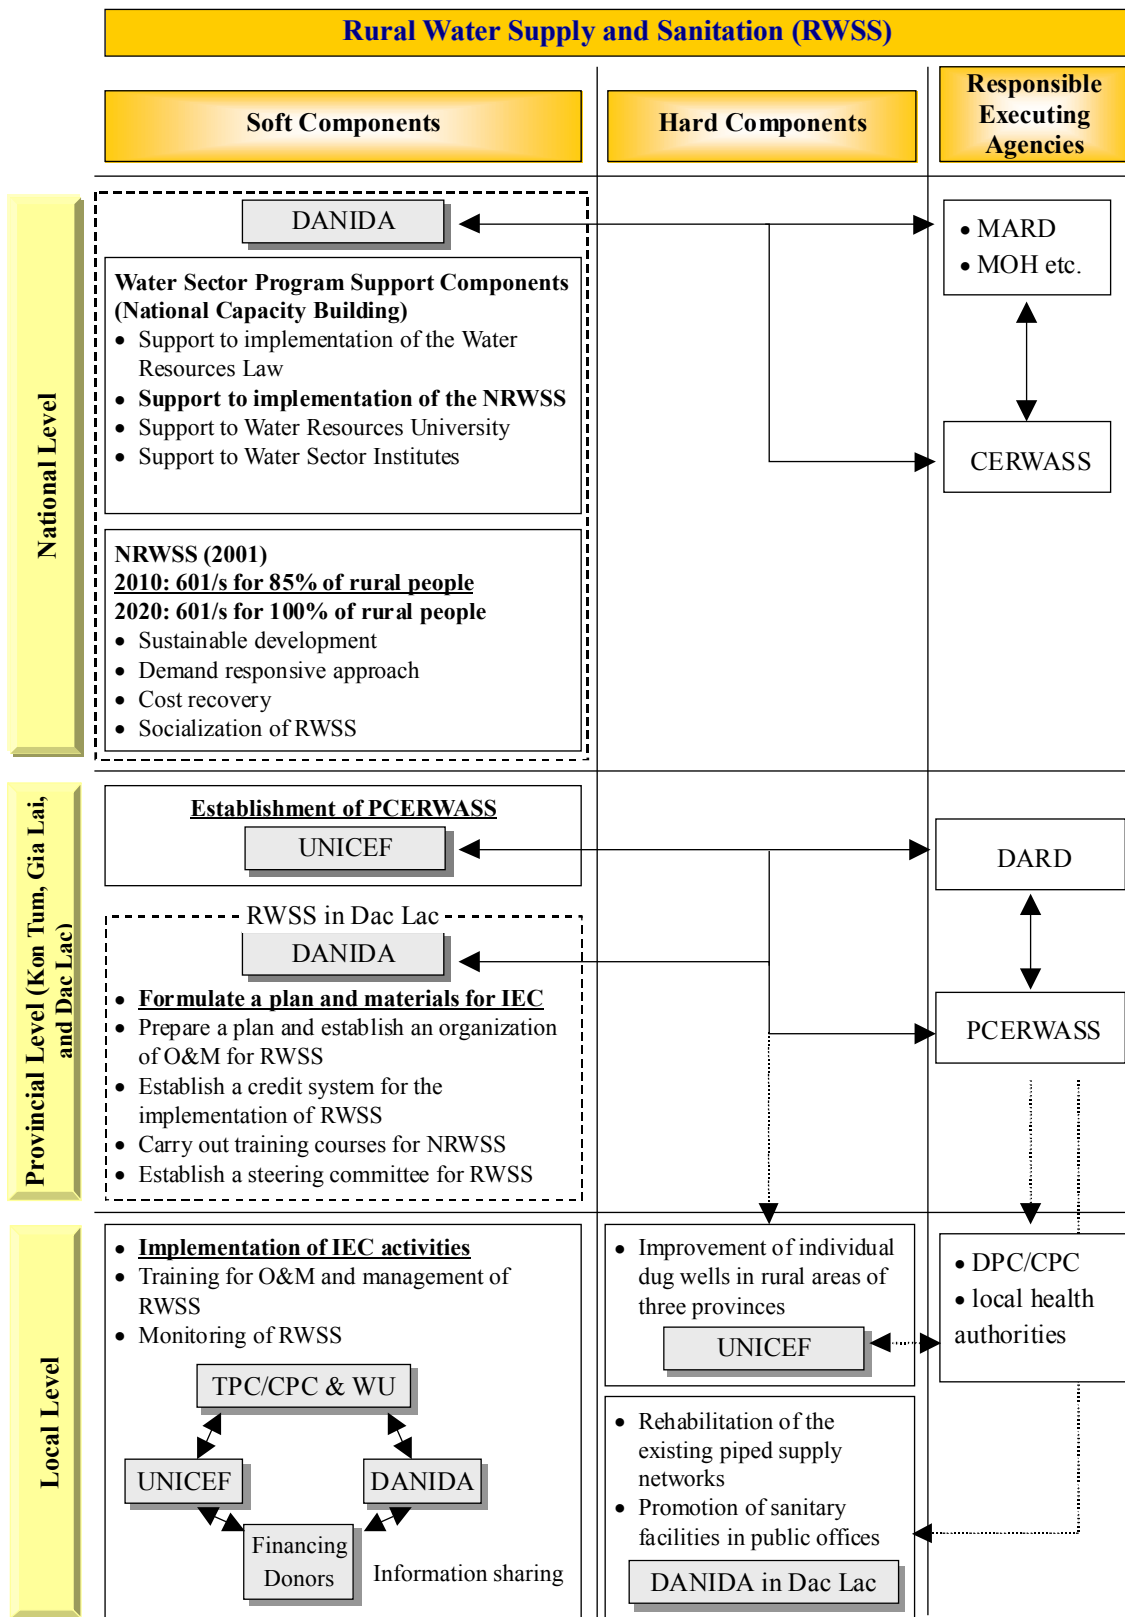 Rural Water Supply and Sanitation (RWSS)
Soft Components
Hard Components
Responsible
Executing
Agencies
National Level
DANIDA
Water Sector Program Support Components
(National Capacity Building)
• Support to implementation of the Water
Resources Law
• Support to implementation of the NRWSS
• Support to Water Resources University
• Support to Water Sector Institutes
NRWSS (2001)
2010: 601/s for 85% of rural people
2020: 601/s for 100% of rural people
• Sustainable development
• Demand responsive approach
• Cost recovery
• Socialization of RWSS
• MARD
• MOH etc.
CERWASS
Provincial Level (Kon Tum, Gia Lai,
and Dac Lac)
Establishment of PCERWASS
UNICEF
RWSS in Dac Lac
DANIDA
• Formulate a plan and materials for IEC
• Prepare a plan and establish an organization
of O&M for RWSS
• Establish a credit system for the
implementation of RWSS
• Carry out training courses for NRWSS
• Establish a steering committee for RWSS
DARD
PCERWASS
Local Level
• Implementation of IEC activities
• Training for O&M and management of
RWSS
• Monitoring of RWSS
TPC/CPC & WU
UNICEF
DANIDA
Financing
Donors
Information sharing
• Improvement of individual
dug wells in rural areas of
three provinces
UNICEF
• Rehabilitation of the
existing piped supply
networks
• Promotion of sanitary
facilities in public offices
DANIDA in Dac Lac
• DPC/CPC
• local health
authorities